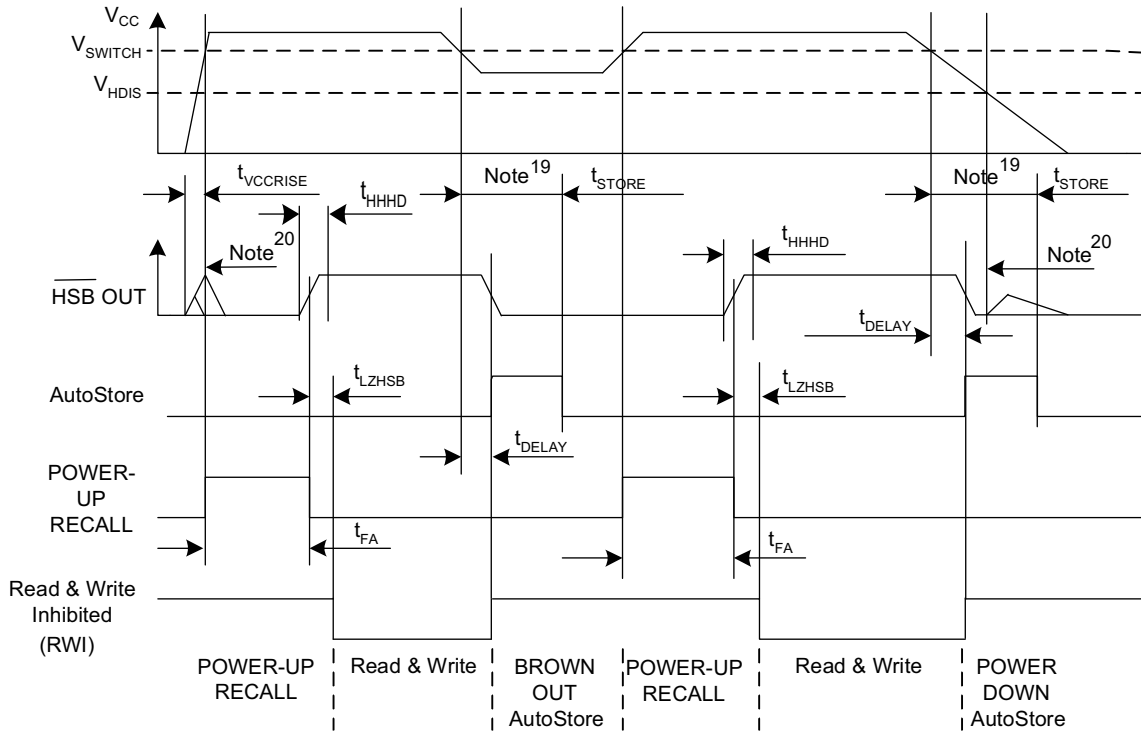 VCC
VSWITCH
VHDIS
tVCCRISE
Note19
tSTORE
Note19
tSTORE
tHHHD
tHHHD
Note20
Note20
HSB OUT
tDELAY
tLZHSB
tLZHSB
AutoStore
tDELAY
POWER-
UP
RECALL
tFA
tFA
Read & Write
Inhibited
(RWI)
POWER-UP
RECALL
Read & Write
BROWN
OUT
AutoStore
POWER-UP
RECALL
Read & Write
POWER
DOWN
AutoStore